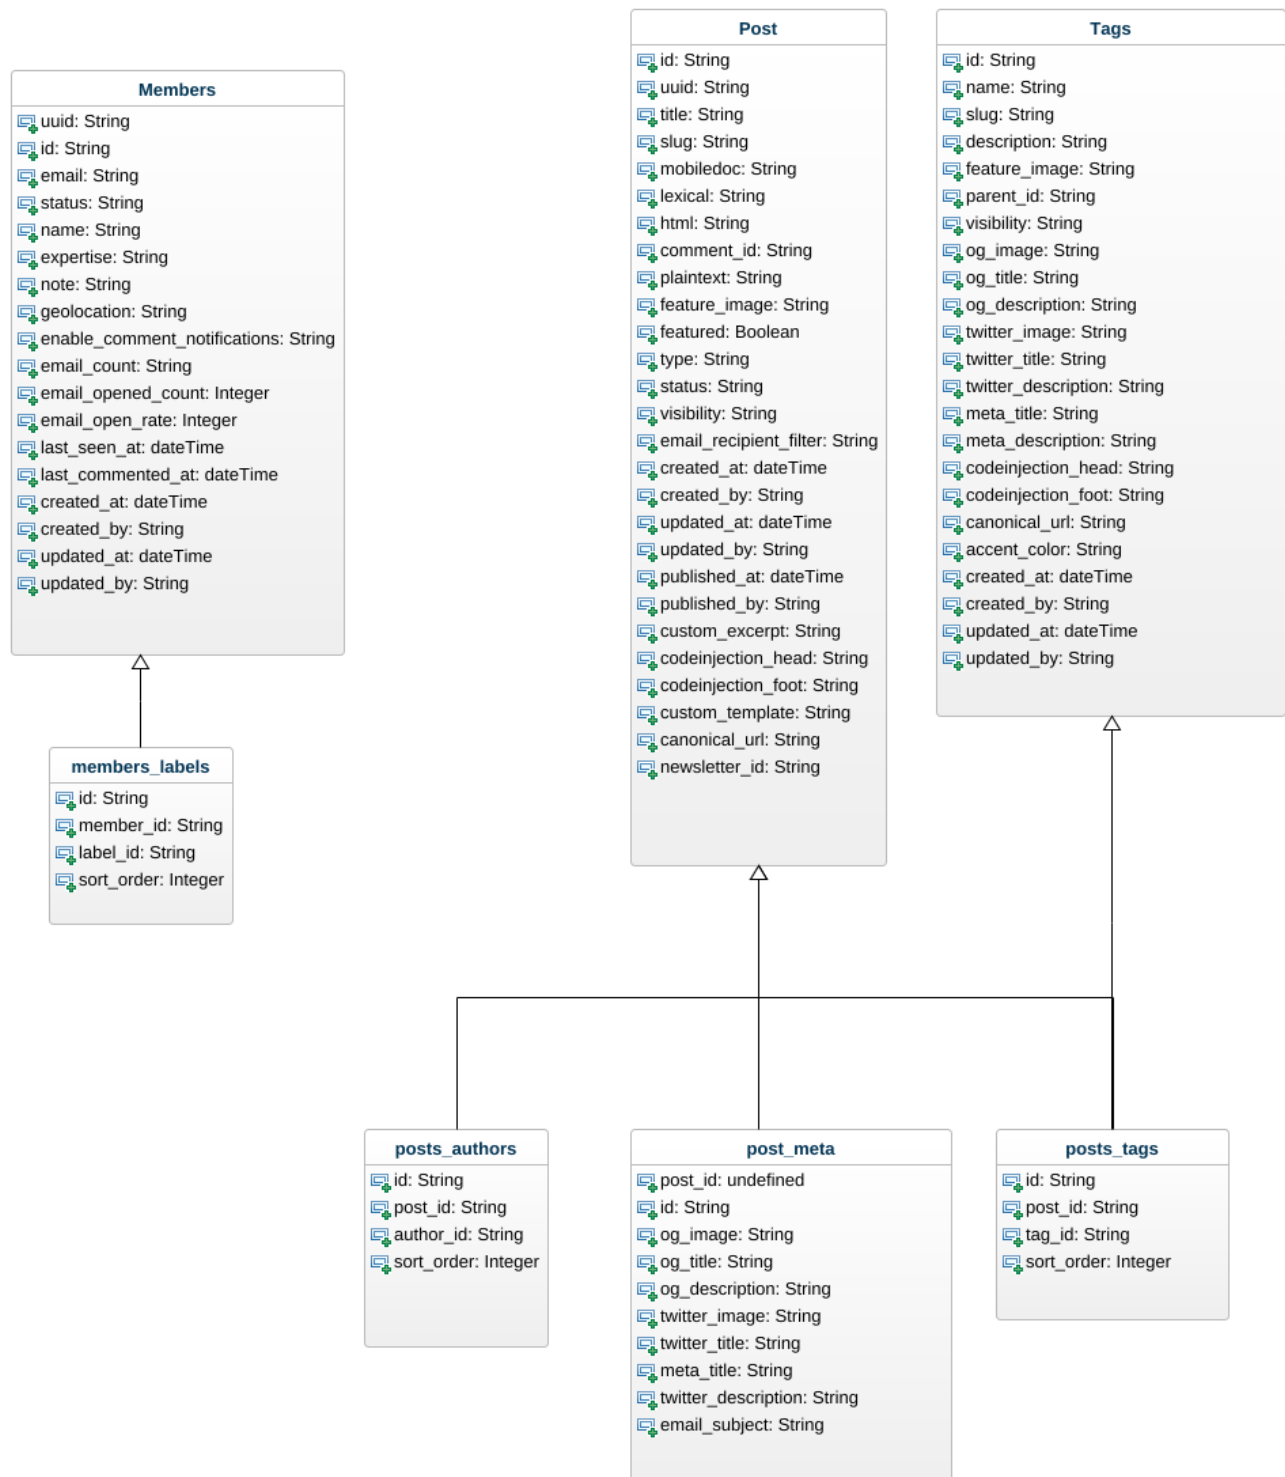 Members
uuid: String
id: String
email: String
status: String
name: String
expertise: String
note: String
geolocation: String
enable_comment_notifications: String
email_count: String
email_opened_count: Integer
email_open_rate: Integer
last_seen_at: dateTime
last_commented_at: dateTime
created_at: dateTime
created_by: String
updated_at: dateTime
updated_by: String
members_labels
id: String
member_id: String
label_id: String
sort_order: Integer
Post
id: String
uuid: String
title: String
slug: String
mobiledoc: String
lexical: String
html: String
comment_id: String
plaintext: String
feature_image: String
featured: Boolean
type: String
status: String
visibility: String
email_recipient_filter: String
created_at: dateTime
created_by: String
updated_at: dateTime
updated_by: String
published_at: dateTime
published_by: String
custom_excerpt: String
codeinjection_head: String
codeinjection_foot: String
custom_template: String
canonical_url: String
newsletter_id: String
Tags
id: String
name: String
slug: String
description: String
feature_image: String
parent_id: String
visibility: String
og_image: String
og_title: String
og_description: String
twitter_image: String
twitter_title: String
twitter_description: String
meta_title: String
meta_description: String
codeinjection_head: String
codeinjection_foot: String
canonical_url: String
accent_color: String
created_at: dateTime
created_by: String
updated_at: dateTime
updated_by: String
posts_authors
id: String
post_id: String
author_id: String
sort_order: Integer
post_meta
post_id: undefined
id: String
og_image: String
og_title: String
og_description: String
twitter_image: String
twitter_title: String
meta_title: String
twitter_description: String
email_subject: String
posts_tags
id: String
post_id: String
tag_id: String
sort_order: Integer